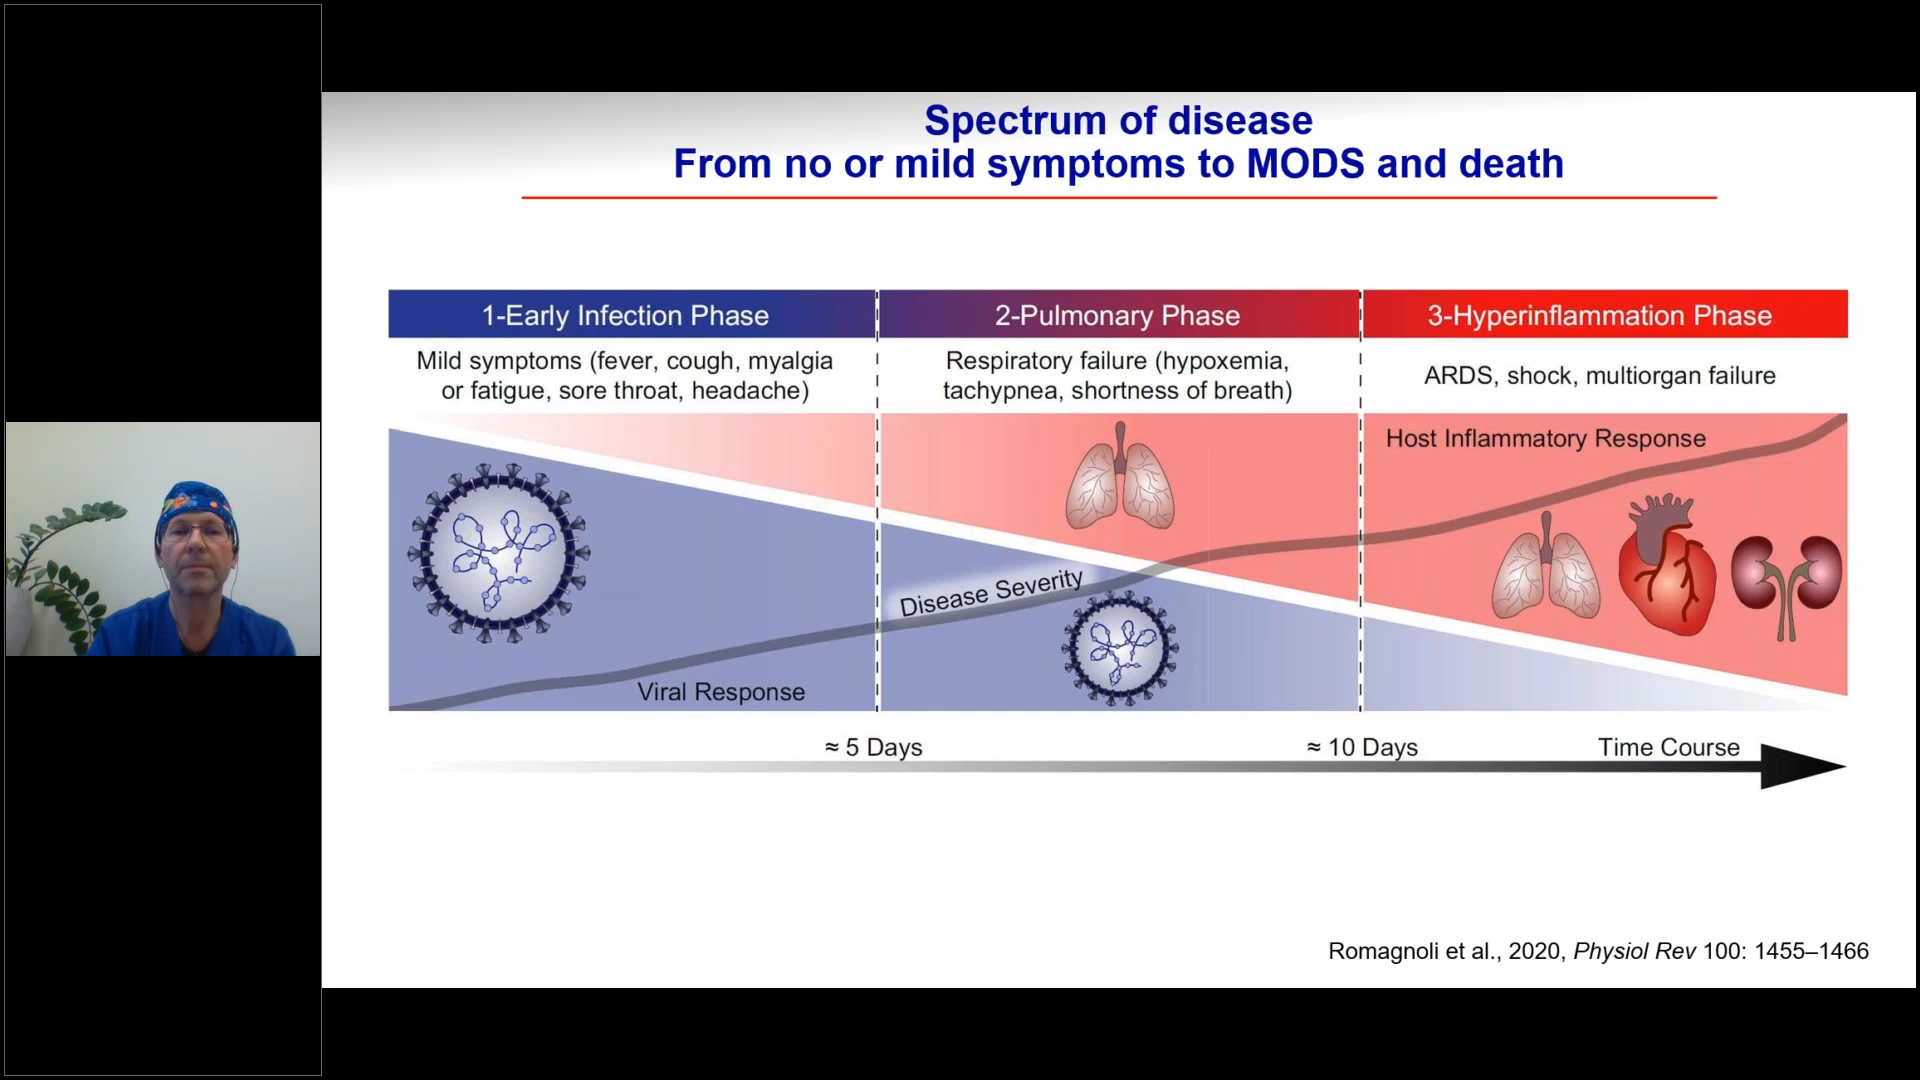 Spectrum of disease
From no or mild symptoms to MODS and death
1-Early Infection Phase
2-Pulmonary Phase
3-Hyperinflammation Phase
Mild symptoms (fever, cough, myalgia
or fatigue, sore throat, headache)
Respiratory failure (hypoxemia,
tachypnea, shortness of breath)
ARDS, shock, multiorgan failure
Host Inflammatory Response
Disease Severity
Viral Response
≈ 5 Days
≈ 10 Days
Time Course
Romagnoli et al., 2020, Physiol Rev 100: 1455–1466